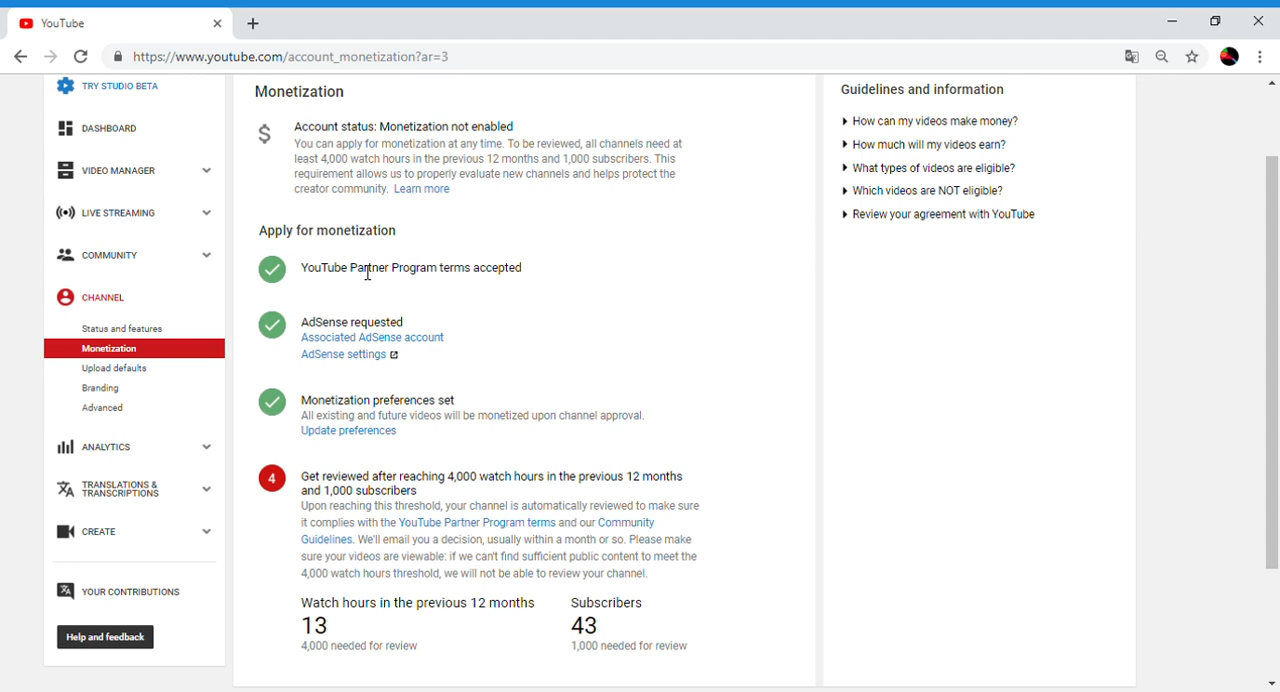 YouTube
https://www.youtube.com/account_monetization?ar=3
TRY STUDIO BETA
DASHBOARD
VIDEO MANAGER
LIVE STREAMING
COMMUNITY
CHANNEL
Status and features
Monetization
Upload defaults
Branding
Advanced
ANALYTICS
TRANSLATIONS &
TRANSCRIPTIONS
CREATE
YOUR CONTRIBUTIONS
Help and feedback
Monetization
Account status: Monetization not enabled
You can apply for monetization at any time. To be reviewed, all channels need at
least 4,000 watch hours in the previous 12 months and 1,000 subscribers. This
requirement allows us to properly evaluate new channels and helps protect the
creator community. Learn more
Apply for monetization
YouTube Partner Program terms accepted
AdSense requested
Associated AdSense account
AdSense settings
Monetization preferences set
All existing and future videos will be monetized upon channel approval.
Update preferences
4
Get reviewed after reaching 4,000 watch hours in the previous 12 months
and 1,000 subscribers
Upon reaching this threshold, your channel is automatically reviewed to make sure
it complies with the YouTube Partner Program terms and our Community
Guidelines. We'll email you a decision, usually within a month or so. Please make
sure your videos are viewable: if we can't find sufficient public content to meet the
4,000 watch hours threshold, we will not be able to review your channel.
Watch hours in the previous 12 months
13
4,000 needed for review
Subscribers
43
1,000 needed for review
Guidelines and information
How can my videos make money?
How much will my videos earn?
What types of videos are eligible?
Which videos are NOT eligible?
Review your agreement with YouTube